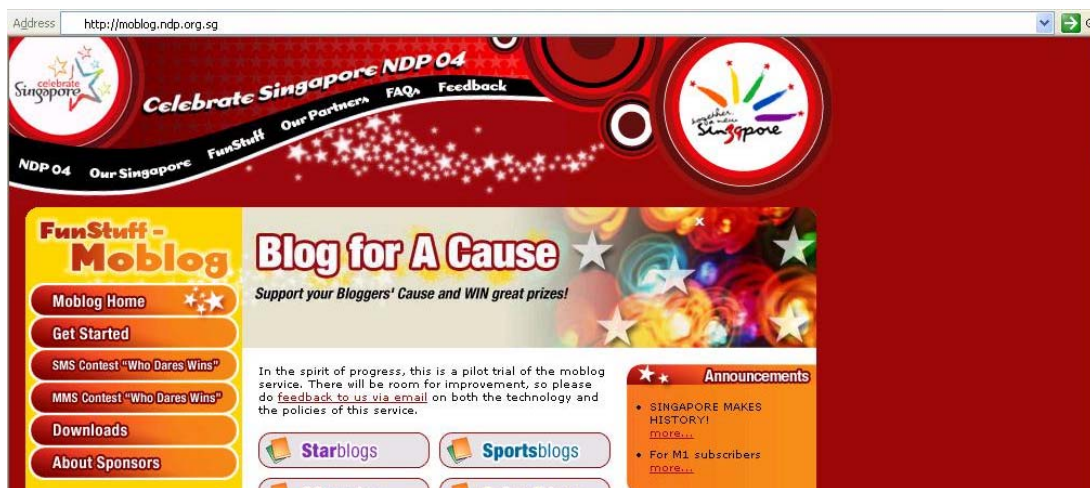 Address http://moblog.ndp.org.sg
celebrate
Singapore
Celebrate Singapore NDP 04
NDP 04 Our Singapore FunStuff Our Partners FAQs Feedback
together.
a new
Singapore
FunStuff -
Moblog
Moblog Home
Get Started
SMS Contest "Who Dares Wins"
MMS Contest "Who Dares Wins"
Downloads
About Sponsors
Blog for A Cause
Support your Bloggers' Cause and WIN great prizes!
In the spirit of progress, this is a pilot trial of the moblog
service. There will be room for improvement, so please
do feedback to us via email on both the technology and
the policies of this service.
Starblogs
Sportsblogs
Announcements
• SINGAPORE MAKES
HISTORY!
more...
• For M1 subscribers
more...